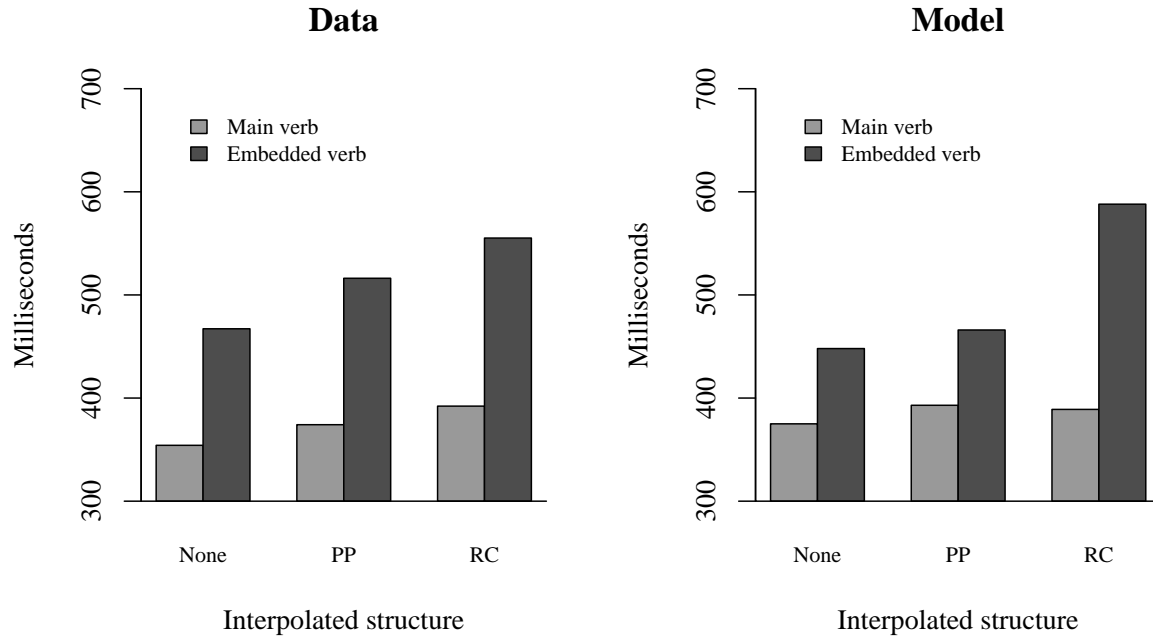 Data
Milliseconds
700
600
500
400
300
Main verb
Embedded verb
None PP RC
Interpolated structure
Model
Milliseconds
700
600
500
400
300
Main verb
Embedded verb
None PP RC
Interpolated structure